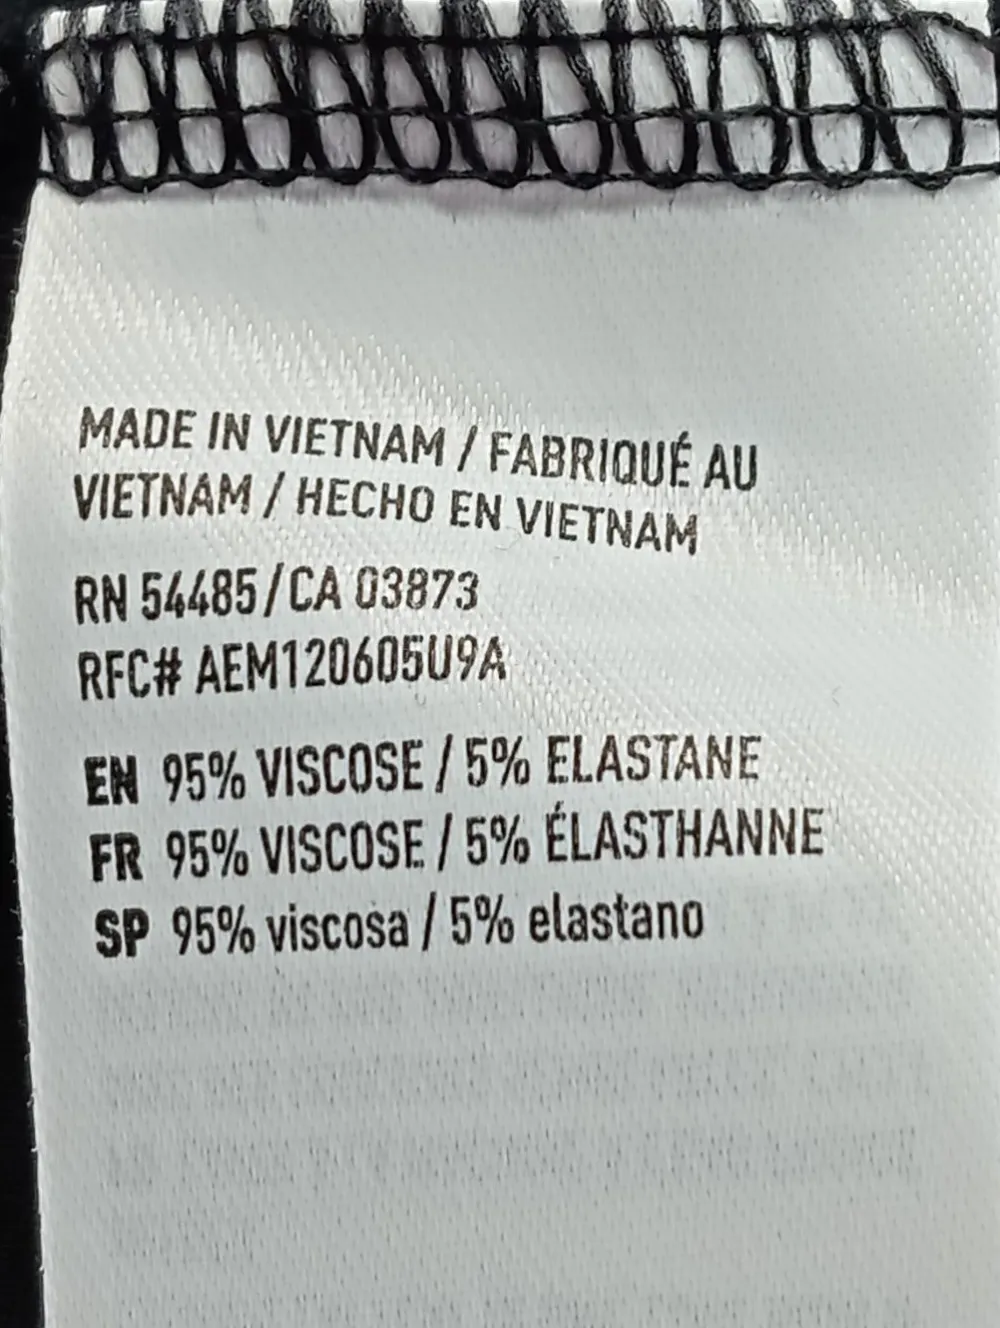 MADE IN VIETNAM / FABRIQUÉ AU
VIETNAM / HECHO EN VIETNAM
RN 54485/CA 03873
RFC# AEM120605U9A
EN 95% VISCOSE / 5% ELASTANE
FR 95% VISCOSE / 5% ÉLASTHANNE
SP 95% viscosa / 5% elastano